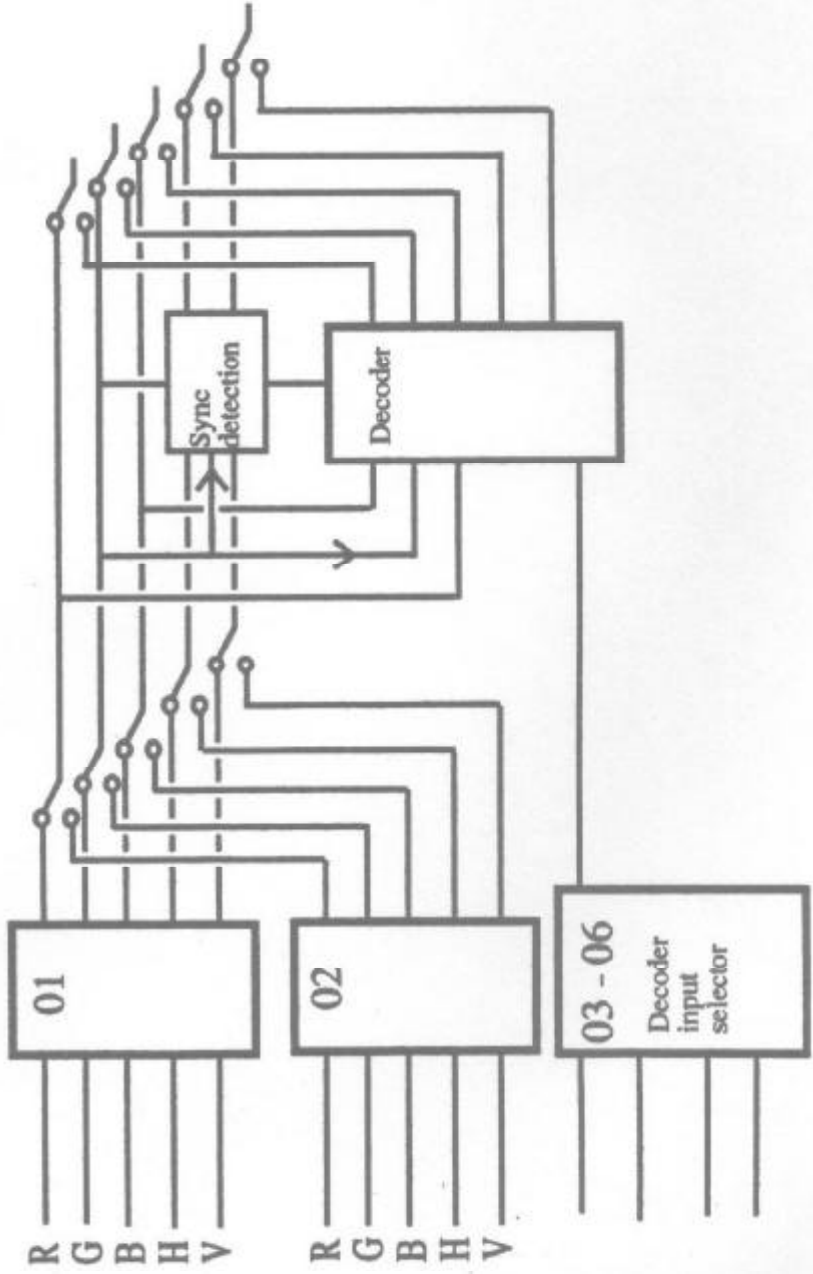 R
G
B
H
V
01
R
G
B
H
V
02
03 - 06
Decoder
input
selector
Sync
detection
Decoder